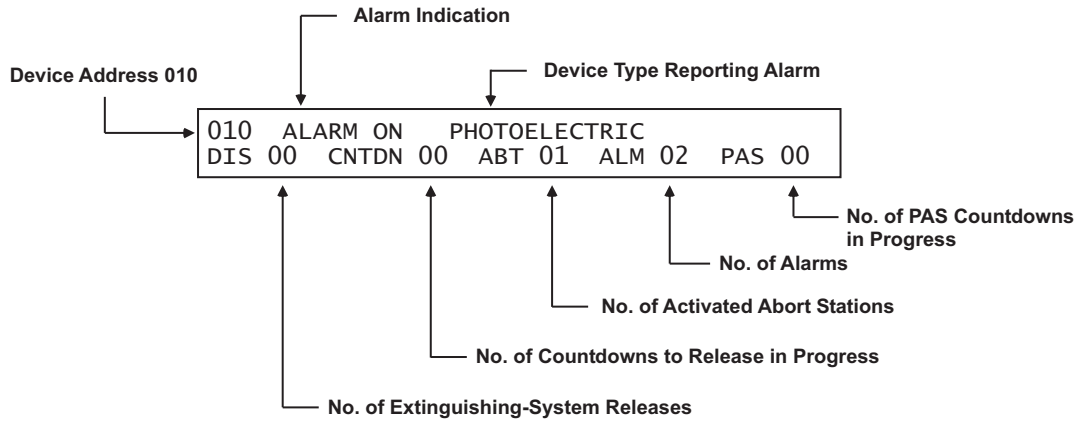 Alarm Indication
Device Address 010
Device Type Reporting Alarm
010 ALARM ON PHOTOELECTRIC
DIS 00 CNTDN 00 ABT 01 ALM 02 PAS 00
No. of PAS Countdowns
in Progress
No. of Alarms
No. of Activated Abort Stations
No. of Countdowns to Release in Progress
No. of Extinguishing-System Releases